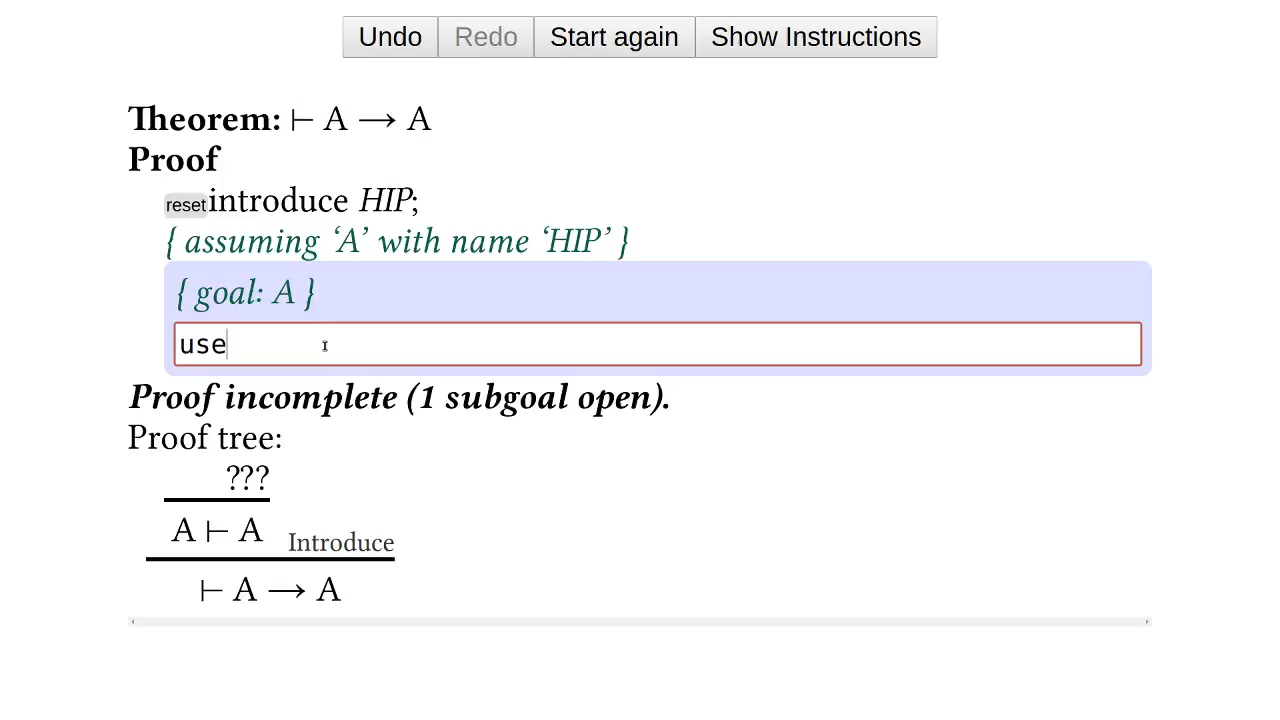 Undo Redo Start again Show Instructions
Theorem: ⊢ A ⟶ A
Proof
reset introduce HIP;
{ assuming ‘A’ with name ‘HIP’ }
{ goal: A }
use
Proof incomplete (1 subgoal open).
Proof tree:
???
A ⊢ A Introduce
⊢ A ⟶ A